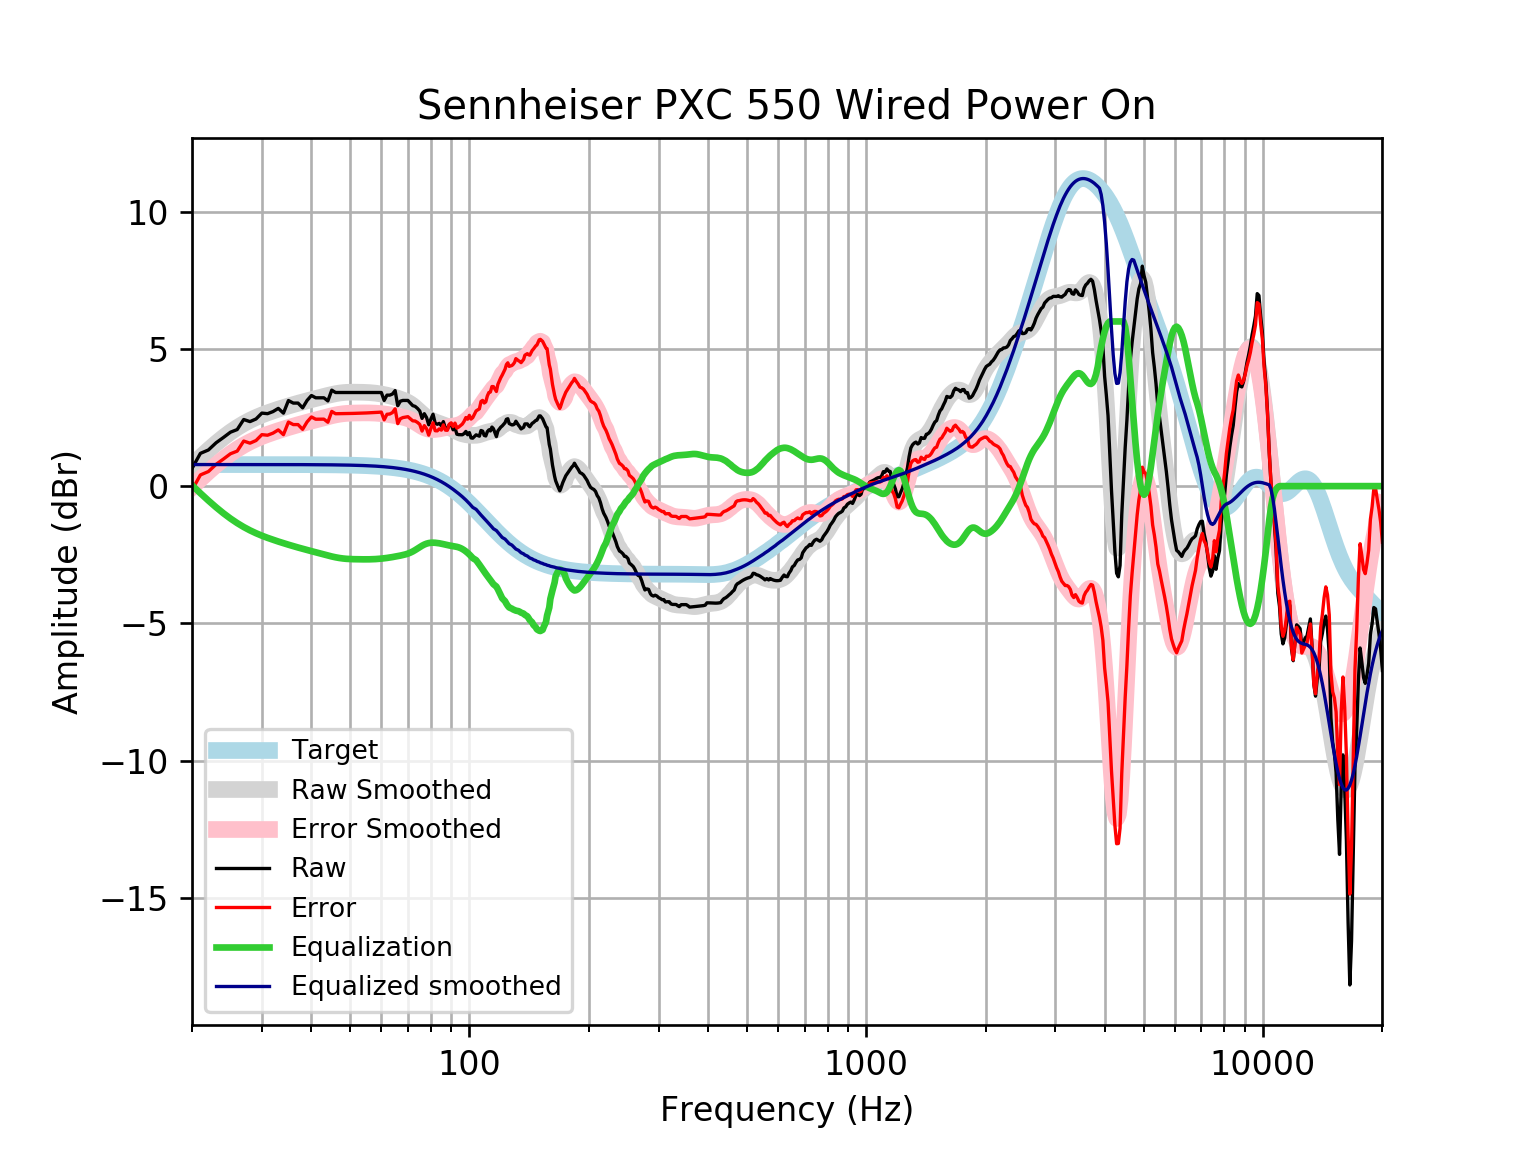 Sennheiser PXC 550 Wired Power On
Amplitude (dBr)
10
5
0
−5
−10
−15
Target
Raw Smoothed
Error Smoothed
Raw
Error
Equalization
Equalized smoothed
100
1000
10000
Frequency (Hz)